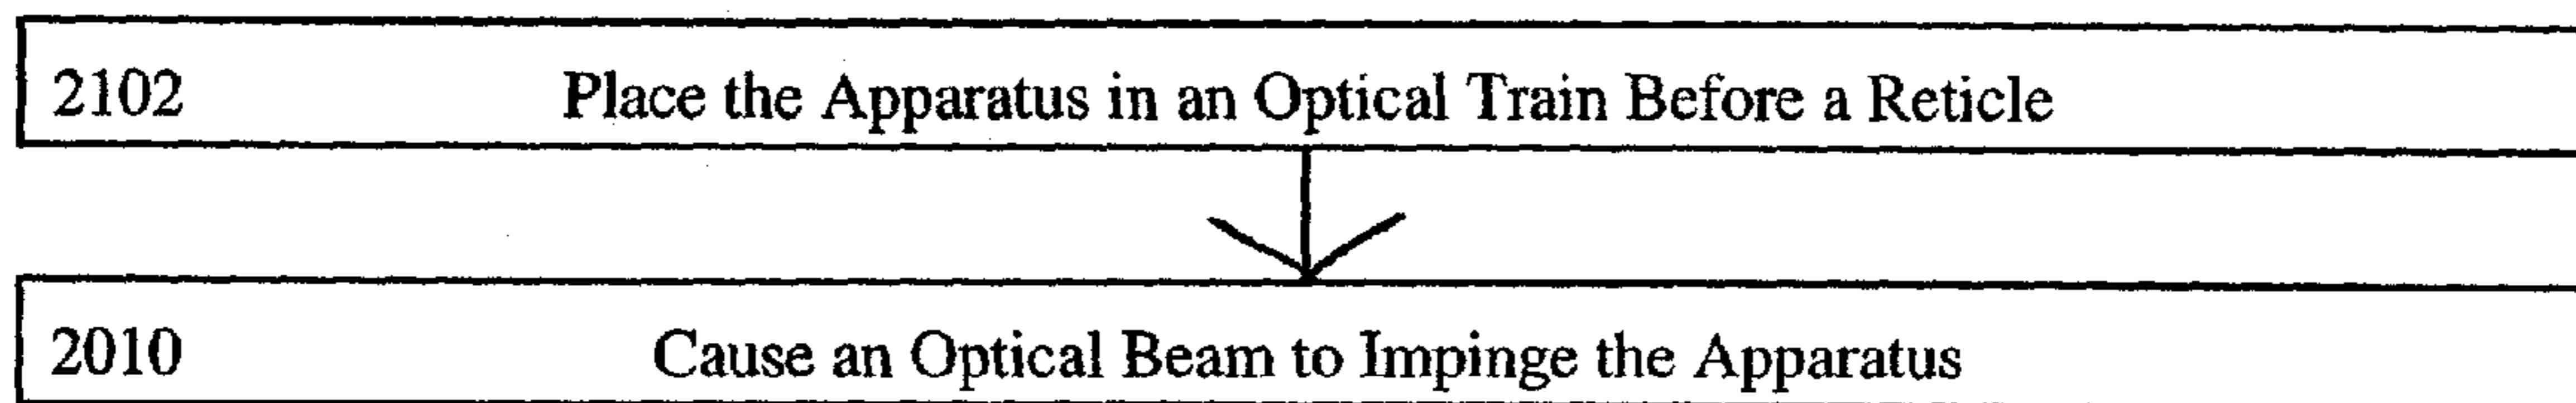 2102 Place the Apparatus in an Optical Train Before a Reticle
2010 Cause an Optical Beam to Impinge the Apparatus